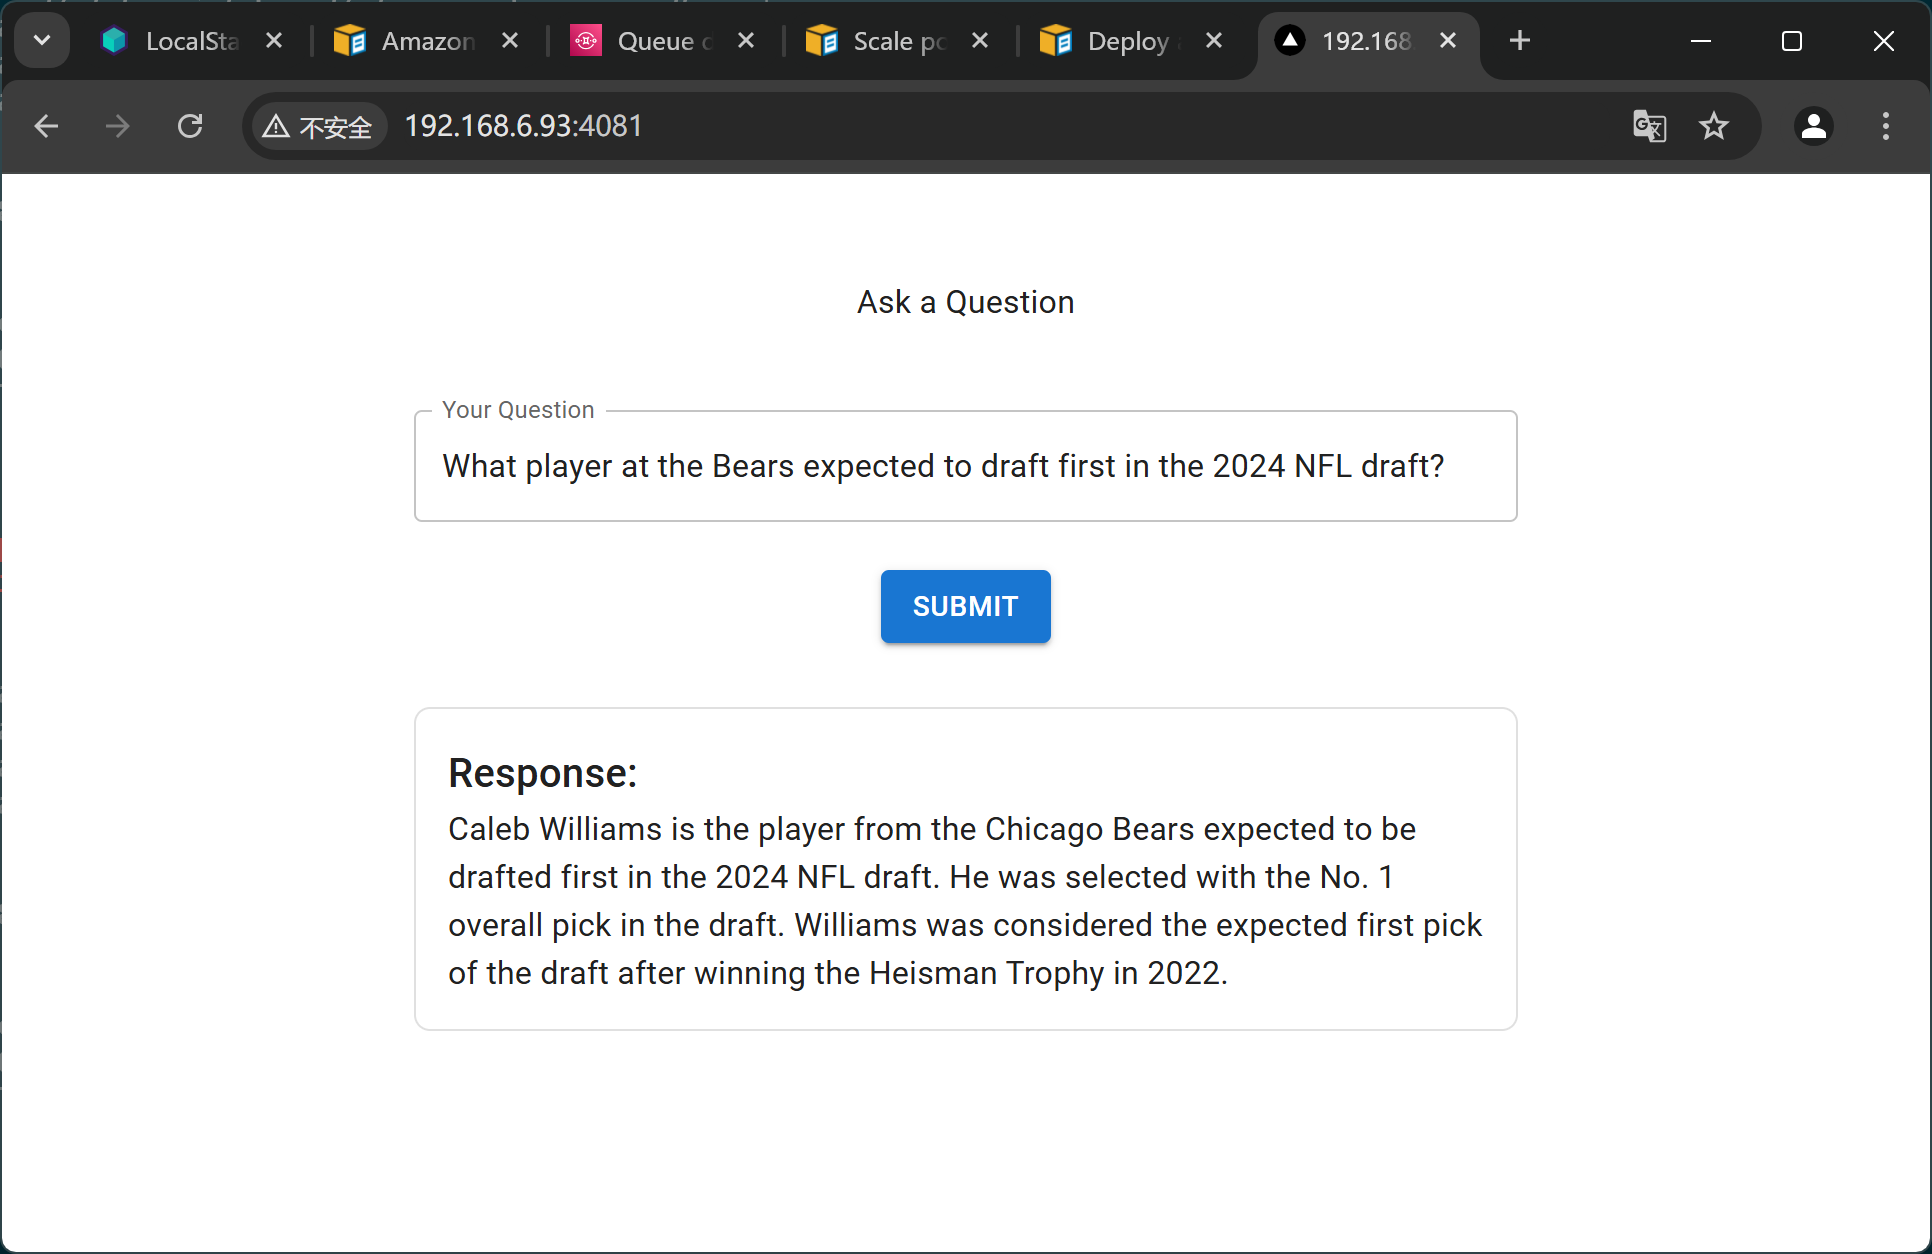 LocalSta
Amazon
Queue
Scale
Deploy
192.168
不安全
192.168.6.93:4081
Ask a Question
Your Question
What player at the Bears expected to draft first in the 2024 NFL draft?
SUBMIT
Response:
Caleb Williams is the player from the Chicago Bears expected to be
drafted first in the 2024 NFL draft. He was selected with the No. 1
overall pick in the draft. Williams was considered the expected first pick
of the draft after winning the Heisman Trophy in 2022.